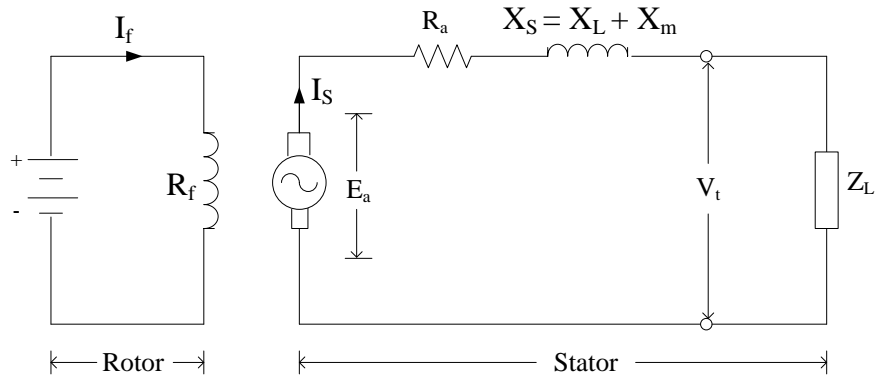 I_f
R_a
X_S = X_L + X_m
I_S
+
-
R_f
E_a
V_t
Z_L
Rotor
Stator